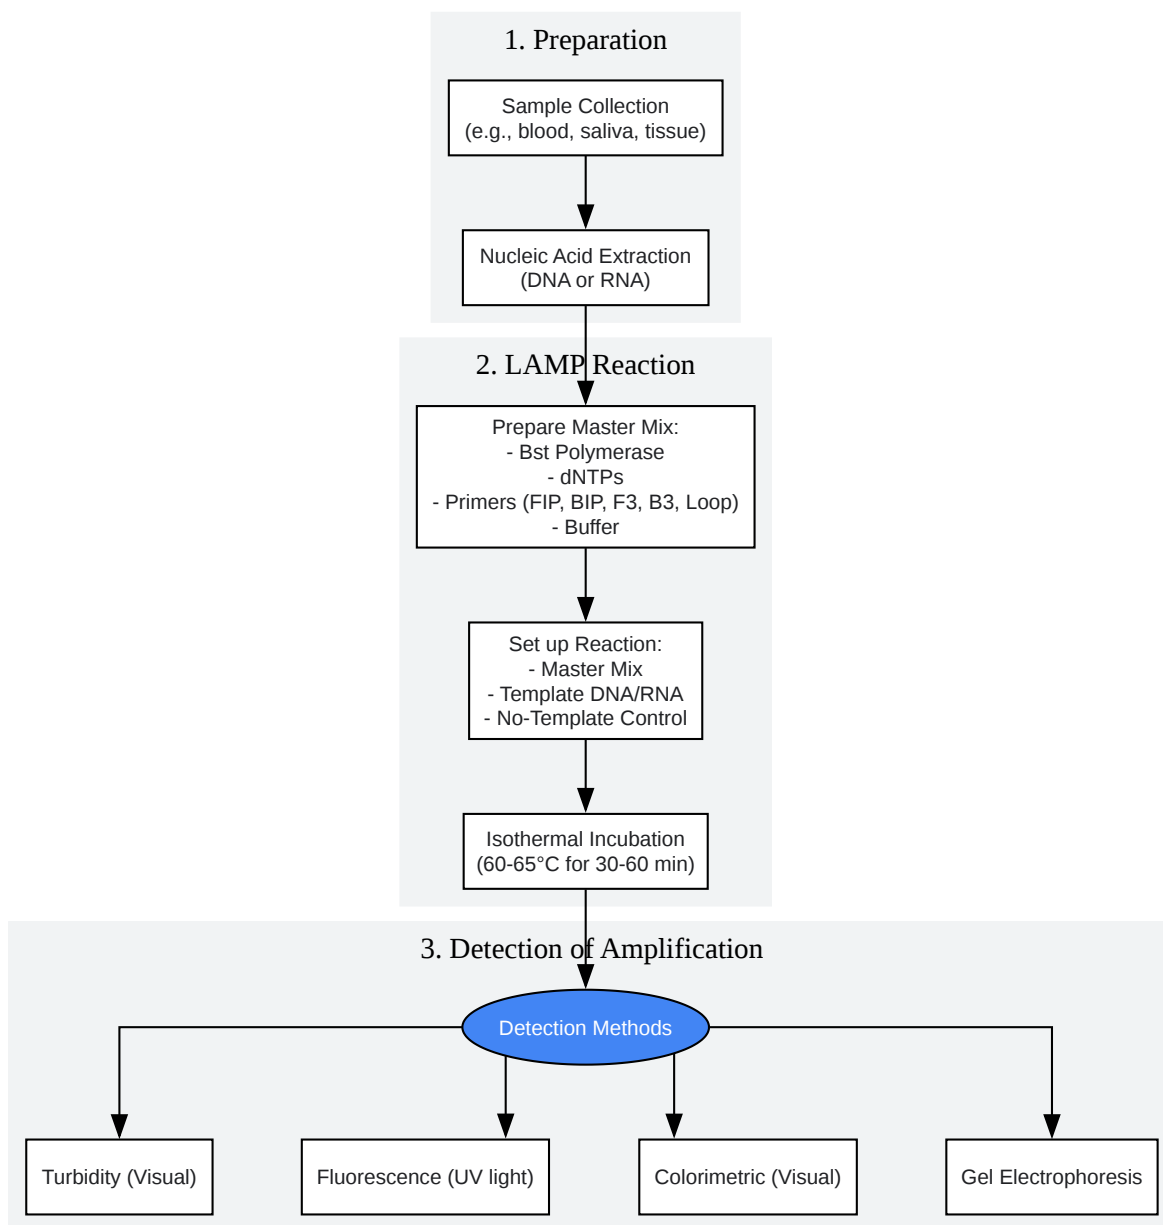 1. Preparation
Sample Collection
(e.g., blood, saliva, tissue)
Nucleic Acid Extraction
(DNA or RNA)
2. LAMP Reaction
Prepare Master Mix:
- Bst Polymerase
- dNTPs
- Primers (FIP, BIP, F3, B3, Loop)
- Buffer
Set up Reaction:
- Master Mix
- Template DNA/RNA
- No-Template Control
Isothermal Incubation
(60-65°C for 30-60 min)
3. Detection of Amplification
Detection Methods
Turbidity (Visual)
Fluorescence (UV light)
Colorimetric (Visual)
Gel Electrophoresis